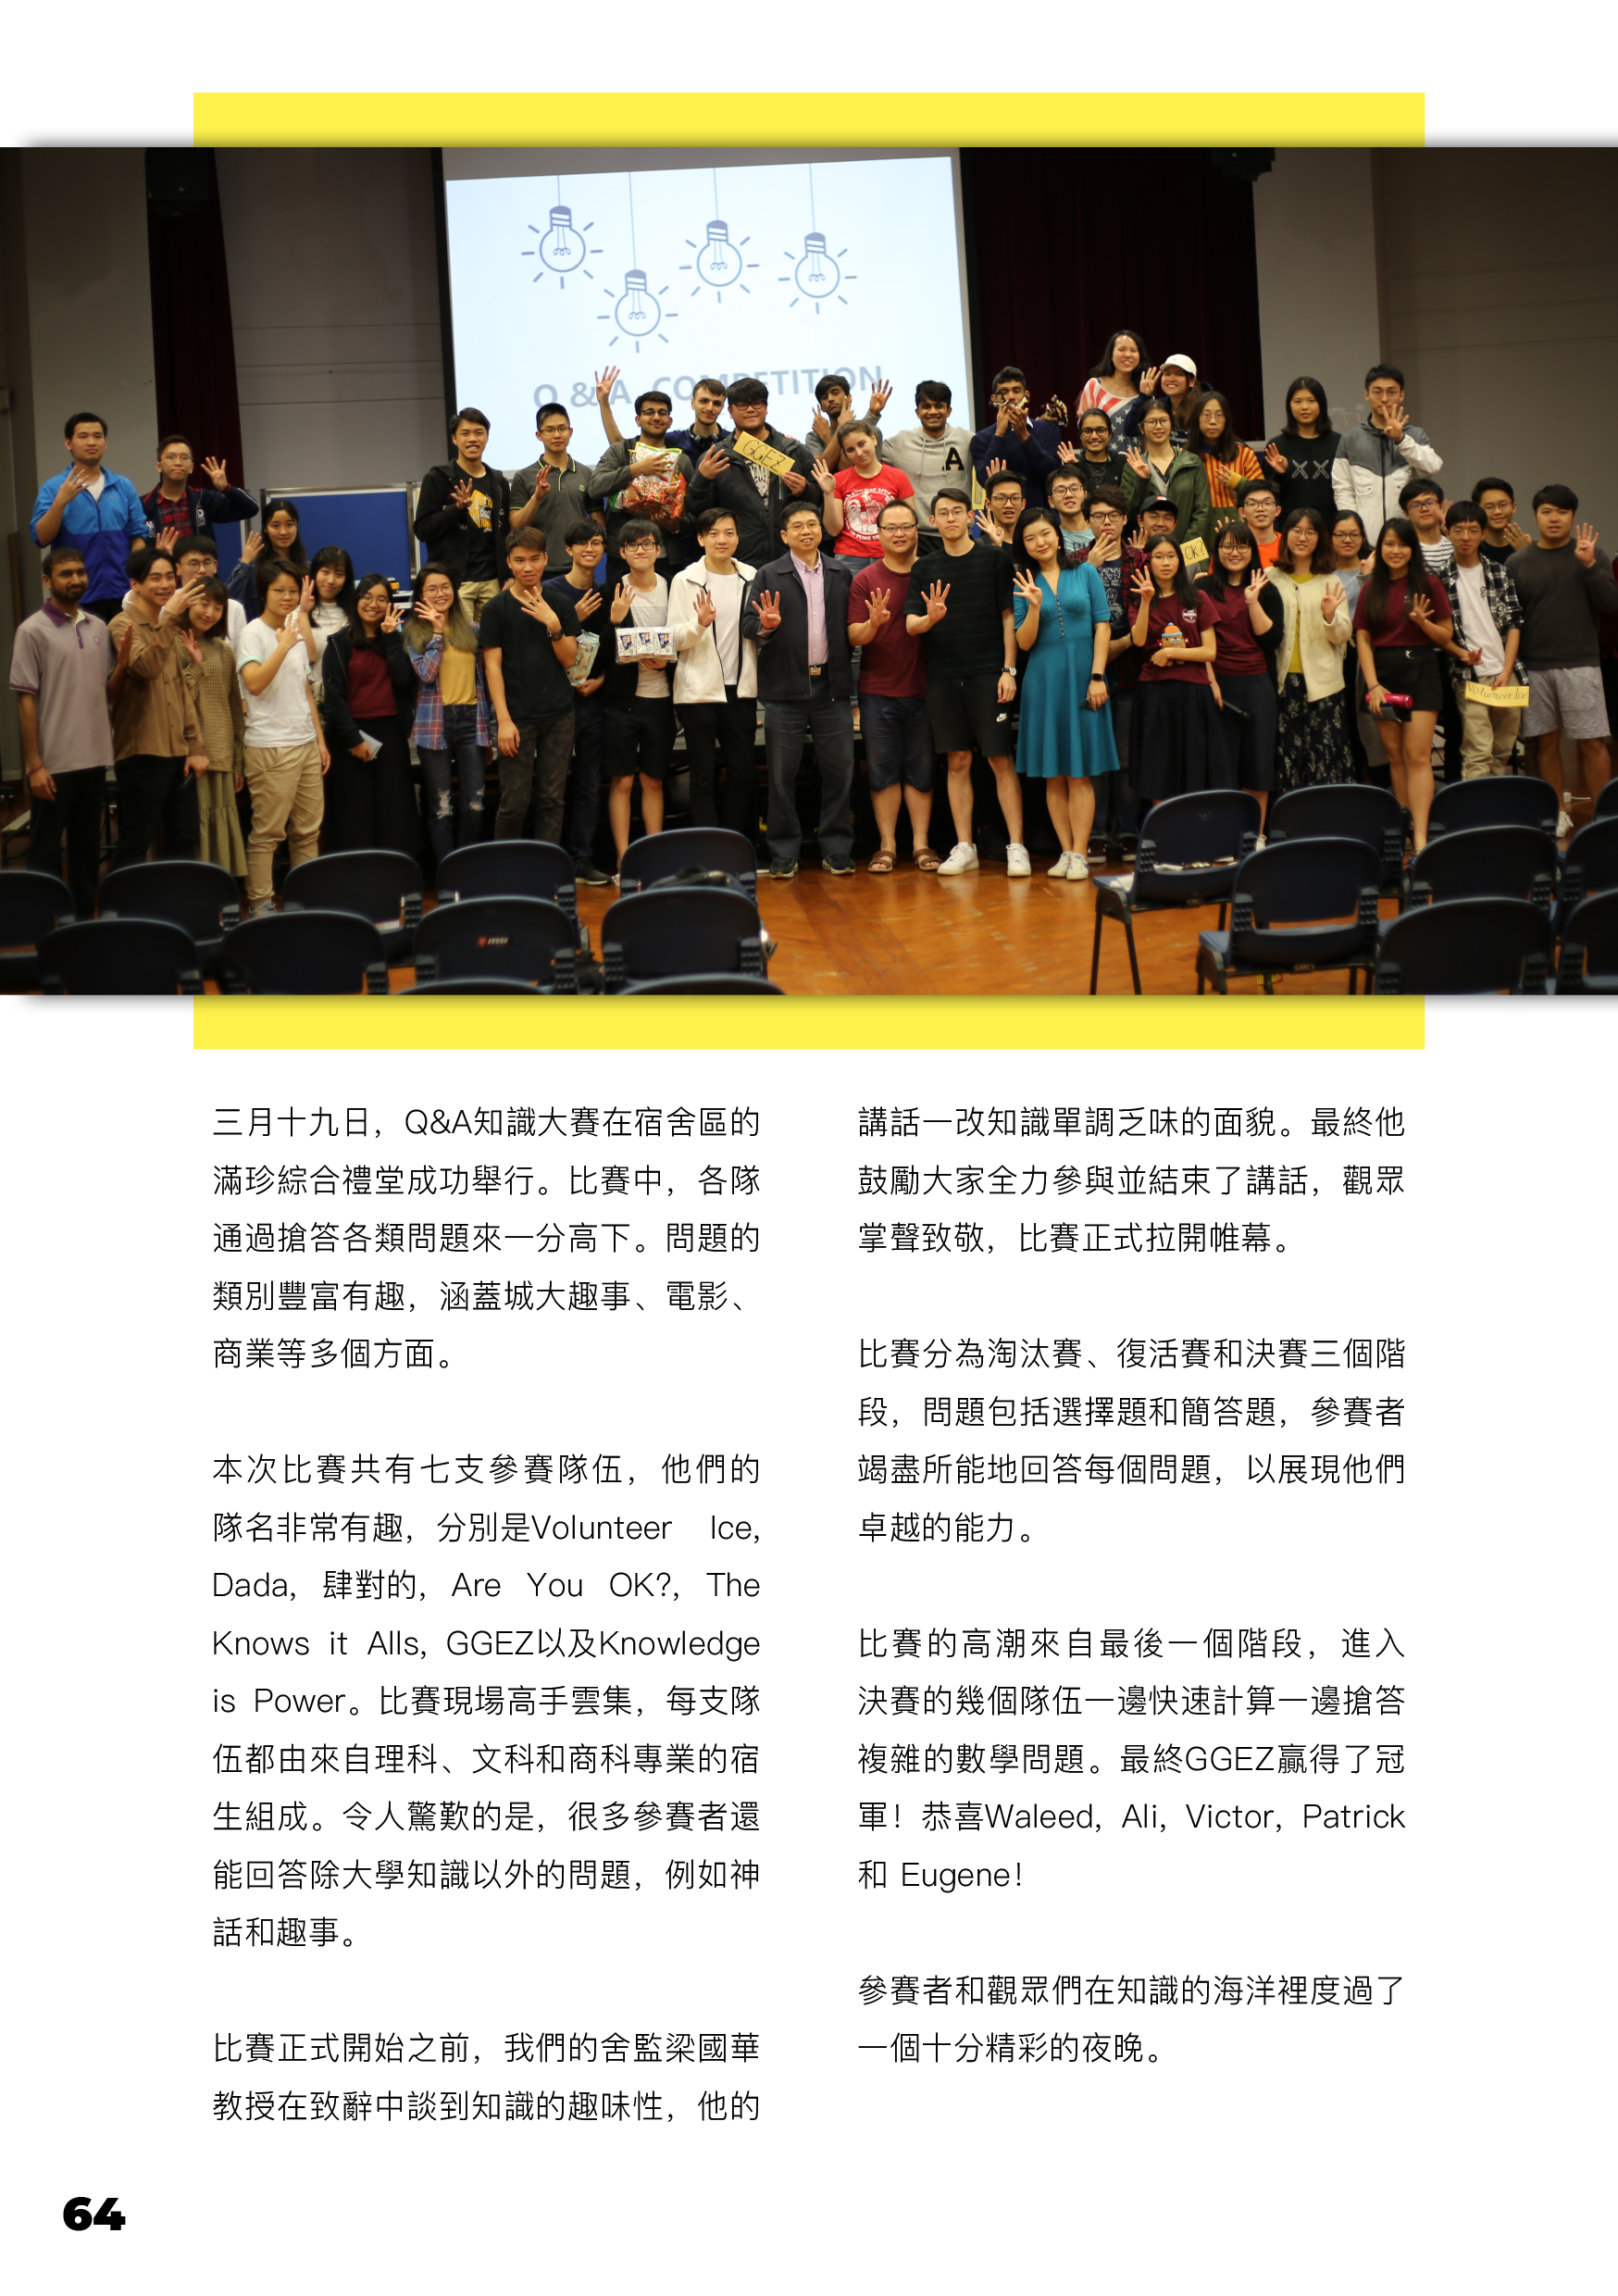 Q & A COMPETITION
GGEZ
A
XX
OK!
Volunteer Ice
msi
三月十九日，Q&A知識大賽在宿舍區的
滿珍綜合禮堂成功舉行。比賽中，各隊
通過搶答各類問題來一分高下。問題的
類別豐富有趣，涵蓋城大趣事、電影、
商業等多個方面。
本次比賽共有七支參賽隊伍，他們的
隊名非常有趣，分別是Volunteer Ice,
Dada, 肆對的, Are You OK?, The
Knows it Alls, GGEZ以及Knowledge
is Power。比賽現場高手雲集，每支隊
伍都由來自理科、文科和商科專業的宿
生組成。令人驚歎的是，很多參賽者還
能回答除大學知識以外的問題，例如神
話和趣事。
比賽正式開始之前，我們的舍監梁國華
教授在致辭中談到知識的趣味性，他的
講話一改知識單調乏味的面貌。最終他
鼓勵大家全力參與並結束了講話，觀眾
掌聲致敬，比賽正式拉開帷幕。
比賽分為淘汰賽、復活賽和決賽三個階
段，問題包括選擇題和簡答題，參賽者
竭盡所能地回答每個問題，以展現他們
卓越的能力。
比賽的高潮來自最後一個階段，進入
決賽的幾個隊伍一邊快速計算一邊搶答
複雜的數學問題。最終GGEZ贏得了冠
軍！恭喜Waleed, Ali, Victor, Patrick
和 Eugene！
參賽者和觀眾們在知識的海洋裡度過了
一個十分精彩的夜晚。
64